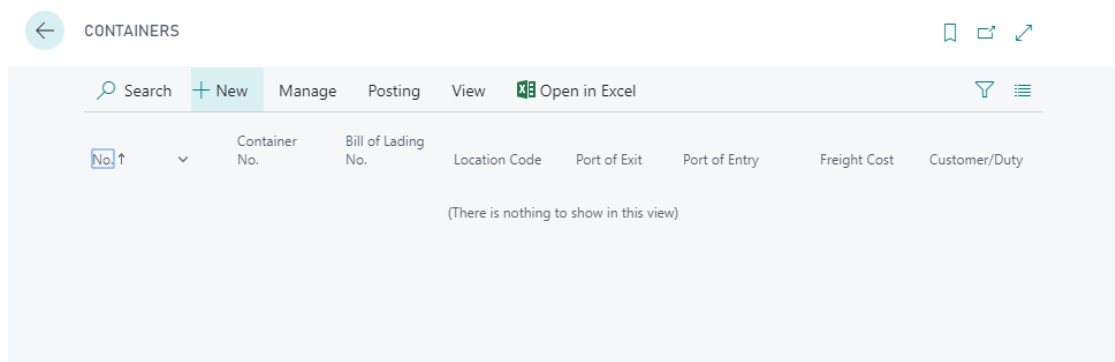 CONTAINERS
Search New Manage Posting View Open in Excel
No. Container No. Bill of Lading No. Location Code Port of Exit Port of Entry Freight Cost Customer/Duty
(There is nothing to show in this view)